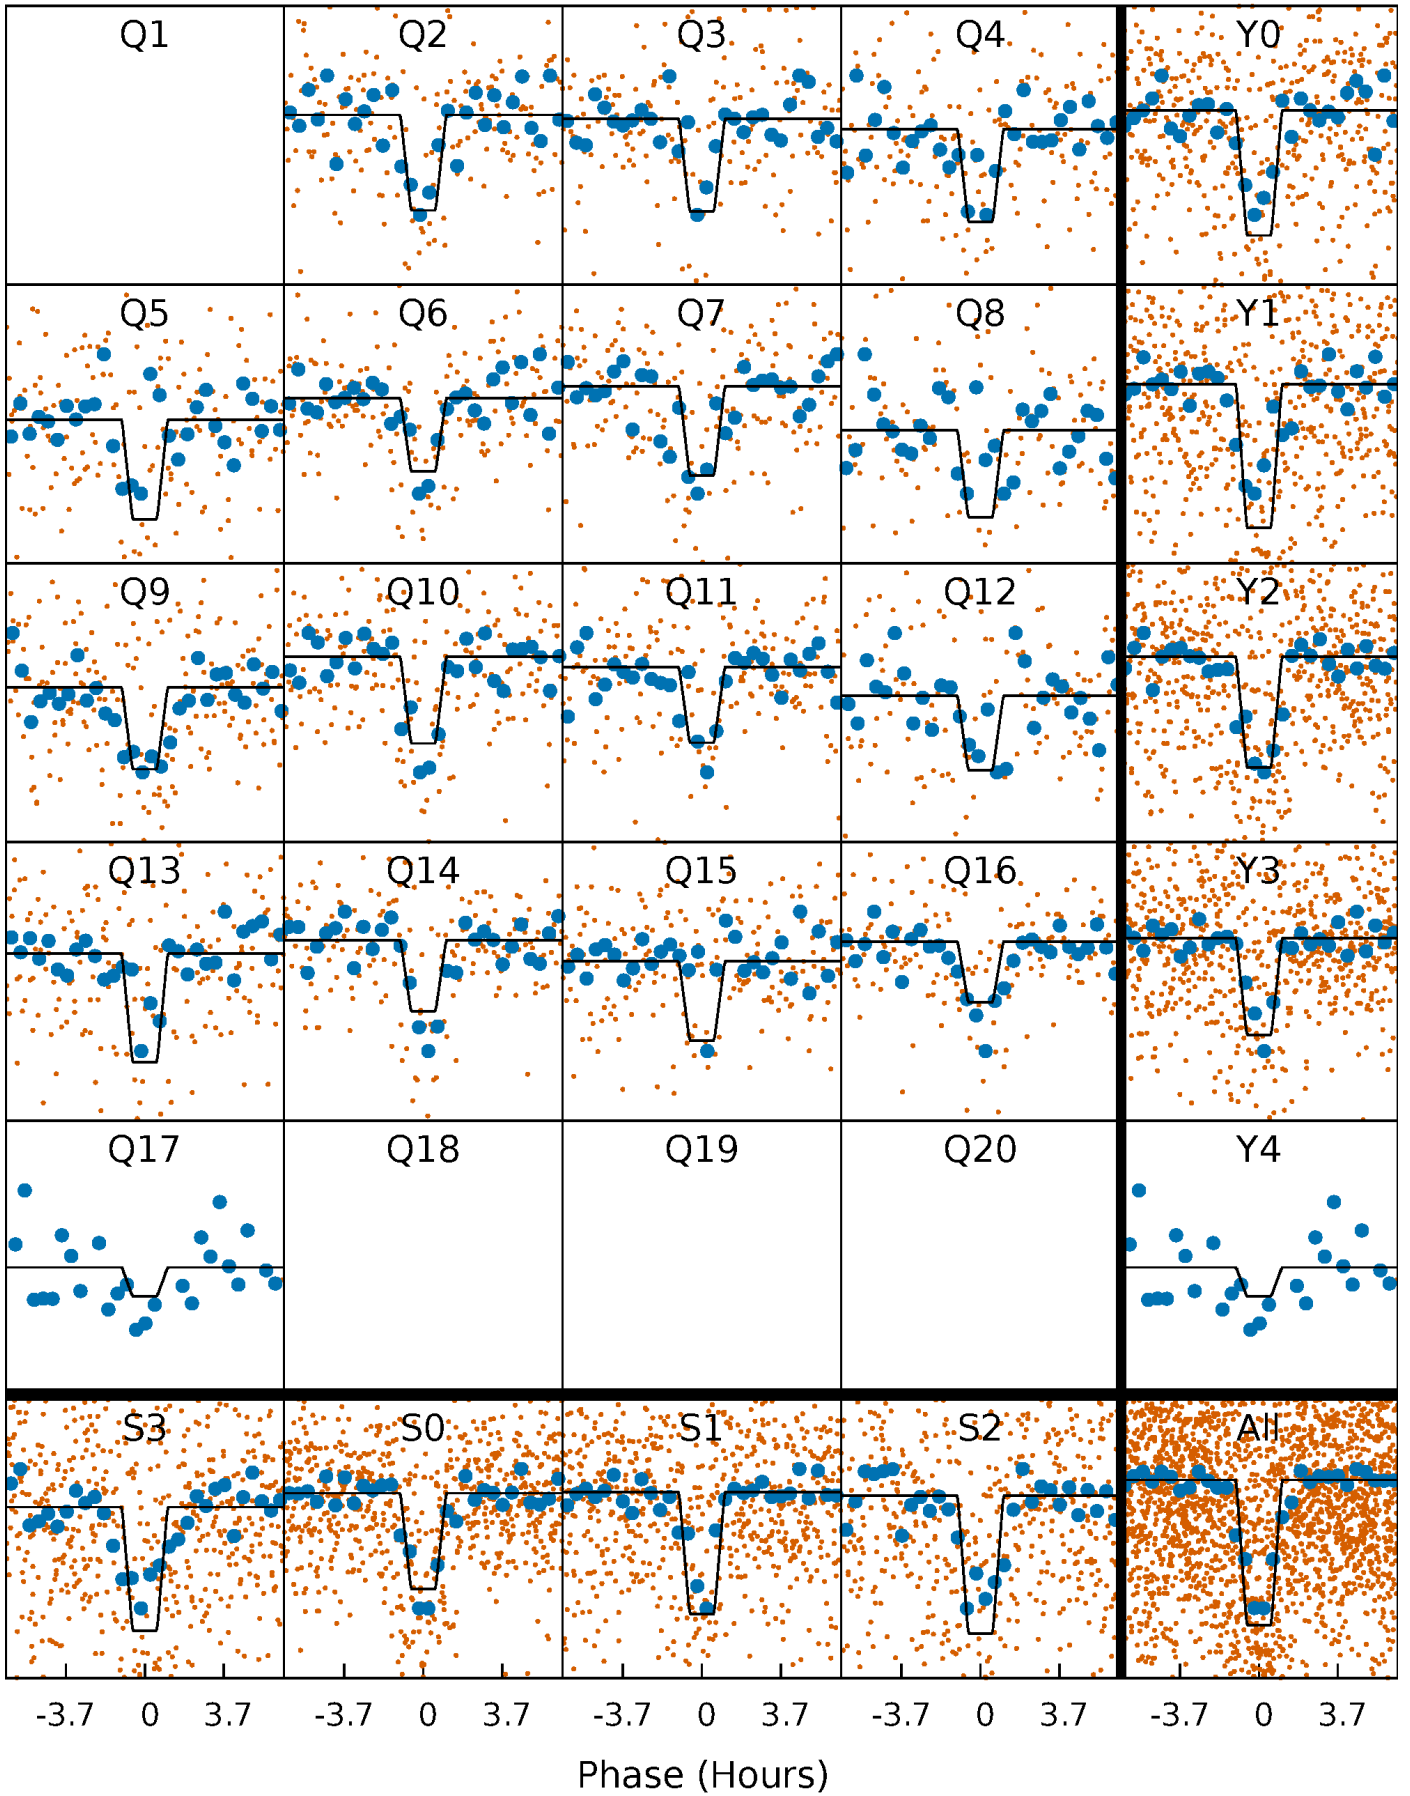 Q1 Q2 Q3 Q4 Y0
Q5 Q6 Q7 Q8 Y1
Q9 Q10 Q11 Q12 Y2
Q13 Q14 Q15 Q16 Y3
Q17 Q18 Q19 Q20 Y4
S3 S0 S1 S2 All
-3.7 0 3.7 -3.7 0 3.7 -3.7 0 3.7 -3.7 0 3.7 -3.7 0 3.7
Phase (Hours)